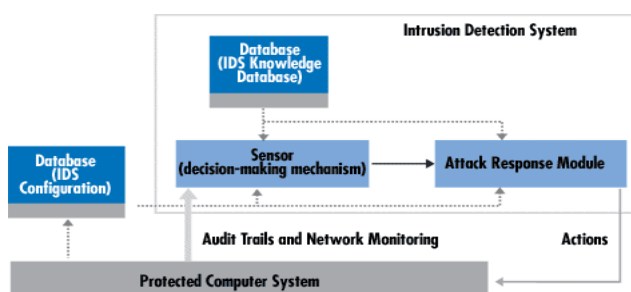 Intrusion Detection System
Database
(IDS Knowledge
Database)
Database
(IDS
Configuration)
Sensor
(decision-making mechanism)
Attack Response Module
Audit Trails and Network Monitoring
Actions
Protected Computer System